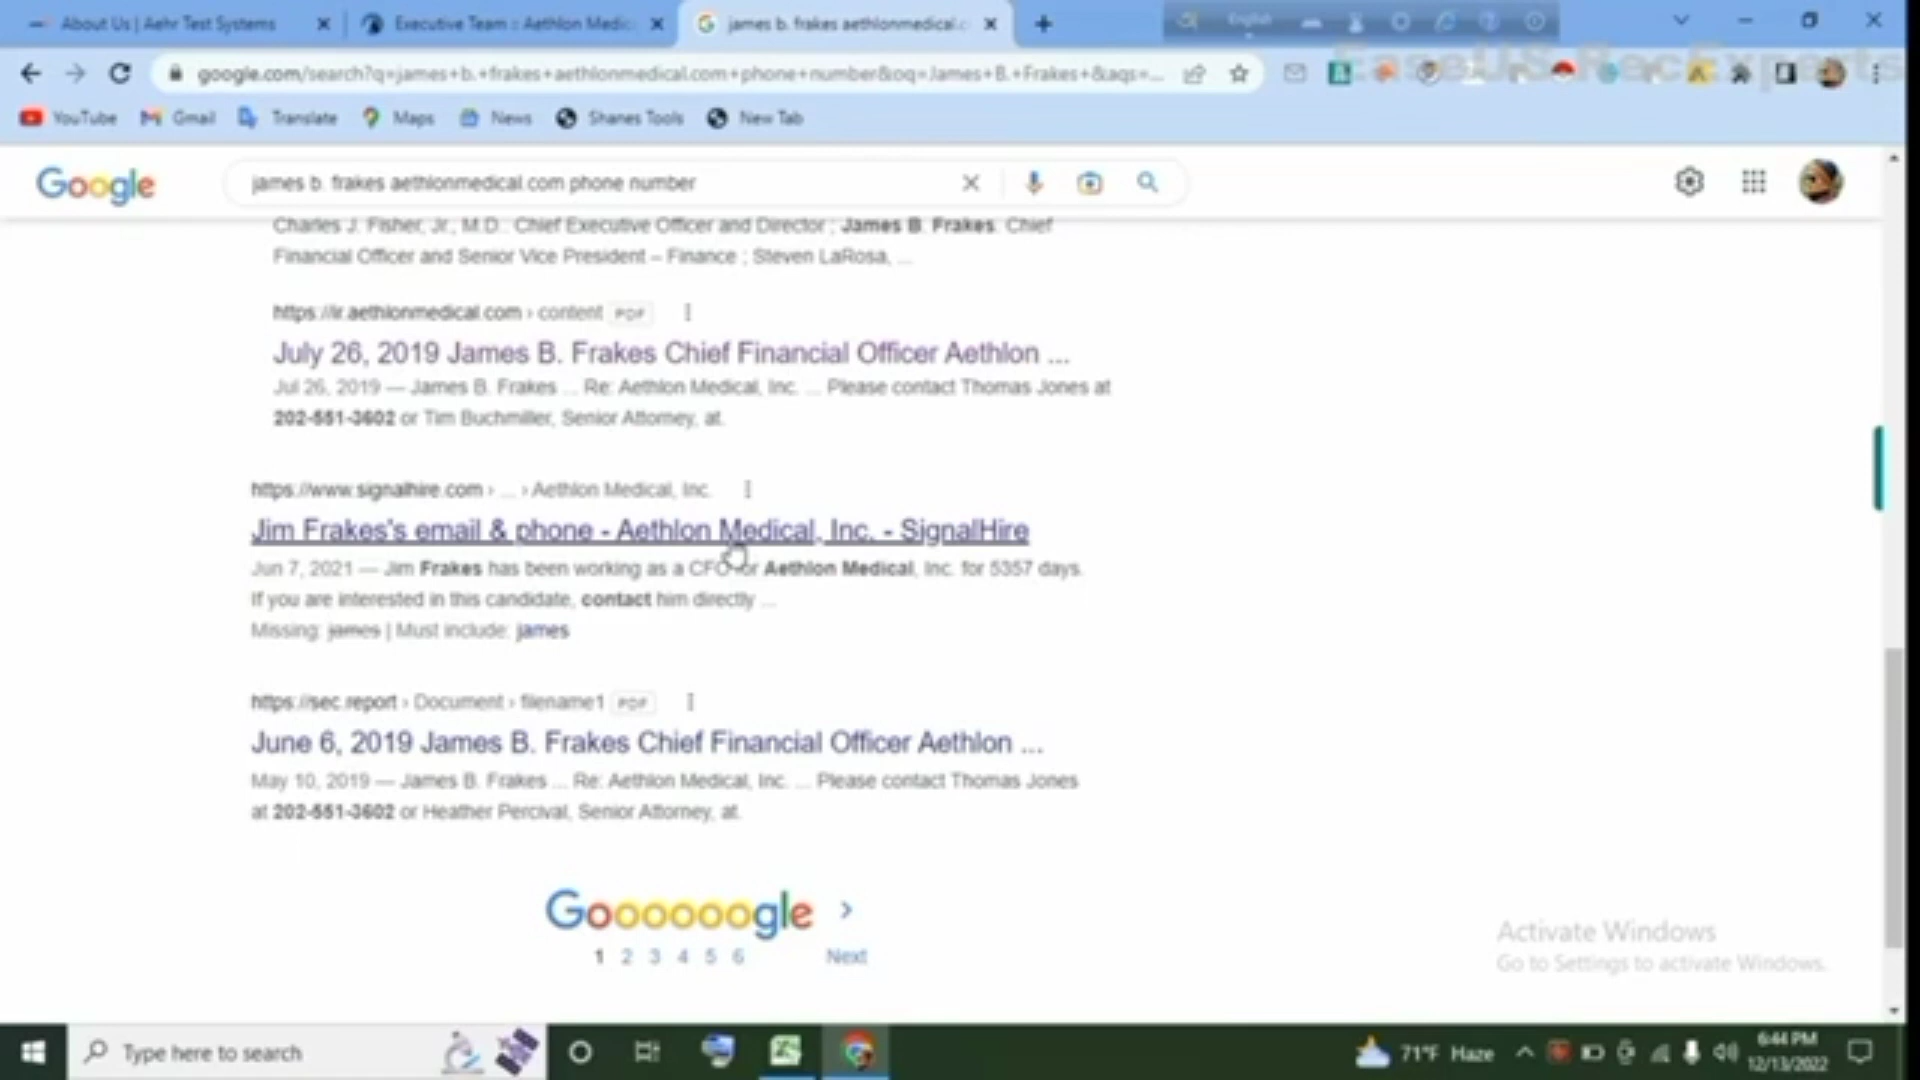 About Us | Aehr Test Systems
Executive Team :: Aethlon Medic
james b. frakes aethlonmedical.c
English
google.com/search?q=james+b.+frakes+aethlonmedical.com+phone+number&oq=James+B.+Frakes+&aqs=...
EaseUS RecExperts
YouTube
Gmail
Translate
Maps
News
Shanes Tools
New Tab
Google
james b. frakes aethlonmedical.com phone number
Charles J. Fisher, Jr., M.D.. Chief Executive Officer and Director ; James B. Frakes. Chief
Financial Officer and Senior Vice President – Finance ; Steven LaRosa, ...
https://ir.aethlonmedical.com › content PDF
July 26, 2019 James B. Frakes Chief Financial Officer Aethlon ...
Jul 26, 2019 — James B. Frakes ... Re: Aethlon Medical, Inc. ... Please contact Thomas Jones at
202-551-3602 or Tim Buchmiller, Senior Attorney, at.
https://www.signalhire.com › ... › Aethlon Medical, Inc.
Jim Frakes's email & phone - Aethlon Medical, Inc. - SignalHire
Jun 7, 2021 — Jim Frakes has been working as a CFO for Aethlon Medical, Inc. for 5357 days.
If you are interested in this candidate, contact him directly ...
Missing: james | Must include: james
https://sec.report › Document › filename1 PDF
June 6, 2019 James B. Frakes Chief Financial Officer Aethlon ...
May 10, 2019 — James B. Frakes ... Re: Aethlon Medical, Inc. ... Please contact Thomas Jones
at 202-551-3602 or Heather Percival, Senior Attorney, at.
Goooooogle
1 2 3 4 5 6 Next
Activate Windows
Go to Settings to activate Windows.
Type here to search
71°F Haze
6:44 PM
12/13/2022